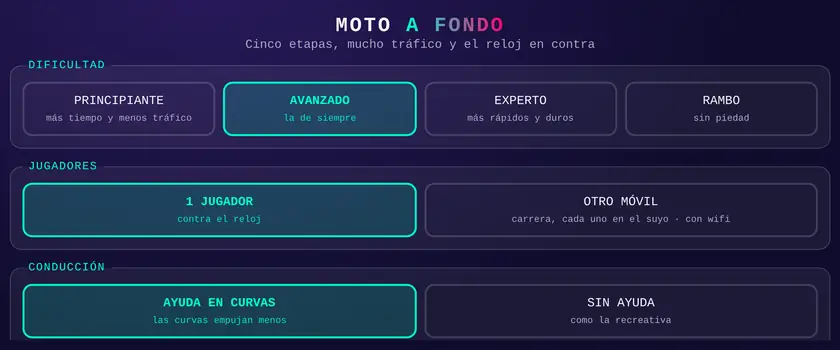 MOTO A FONDO
Cinco etapas, mucho tráfico y el reloj en contra
DIFICULTAD
PRINCIPIANTE
más tiempo y menos tráfico
AVANZADO
la de siempre
EXPERTO
más rápidos y duros
RAMBO
sin piedad
JUGADORES
1 JUGADOR
contra el reloj
OTRO MÓVIL
carrera, cada uno en el suyo · con wifi
CONDUCCIÓN
AYUDA EN CURVAS
las curvas empujan menos
SIN AYUDA
como la recreativa